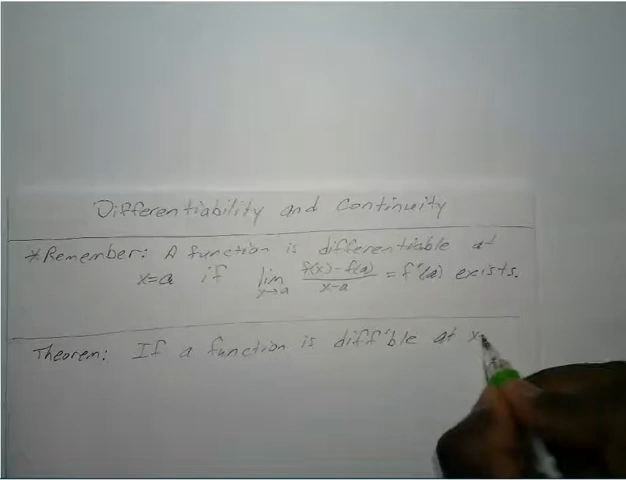 Differentiability and Continuity
*Remember: A function is differentiable at
x=a if lim x→a (f(x)-f(a))/(x-a) = f'(a) exists.
Theorem: If a function is diff'ble at x